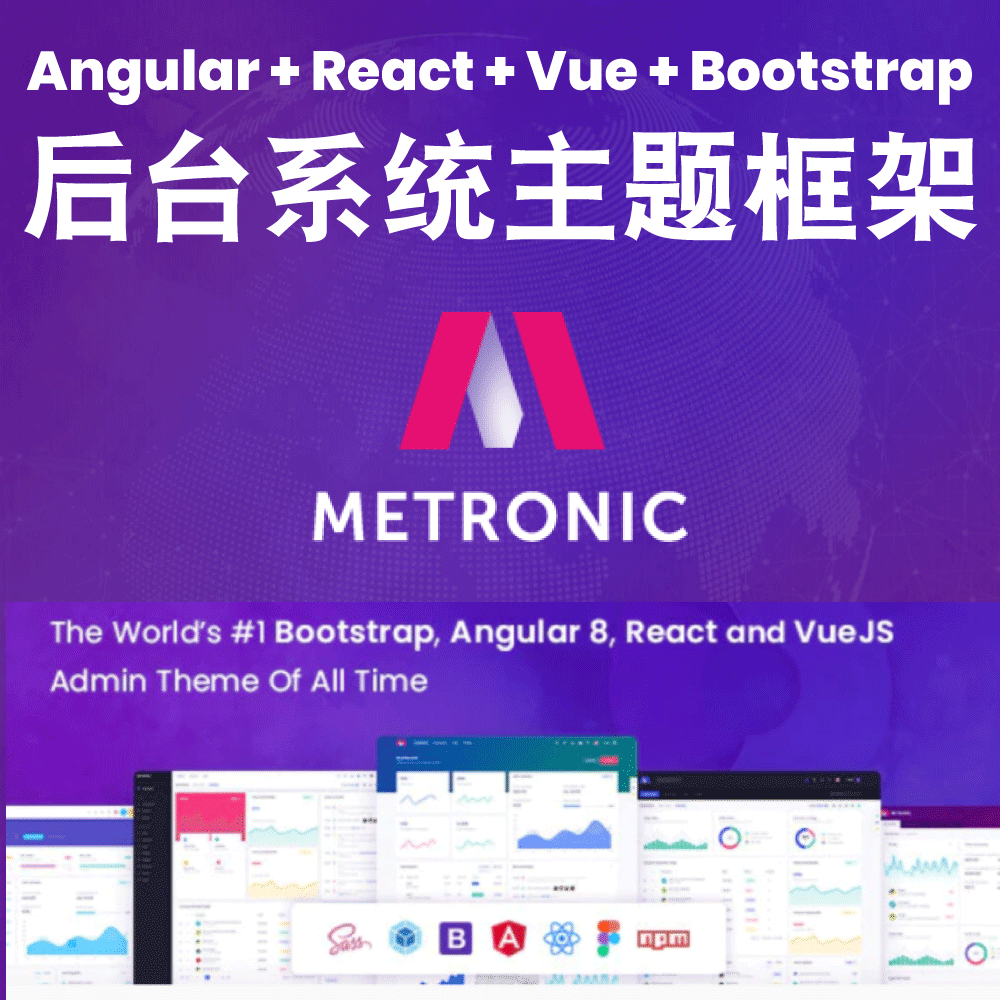 Angular + React + Vue + Bootstrap
后台系统主题框架
METRONIC
The World's #1 Bootstrap, Angular 8, React and VueJS
Admin Theme Of All Time
Sass
B
A
npm